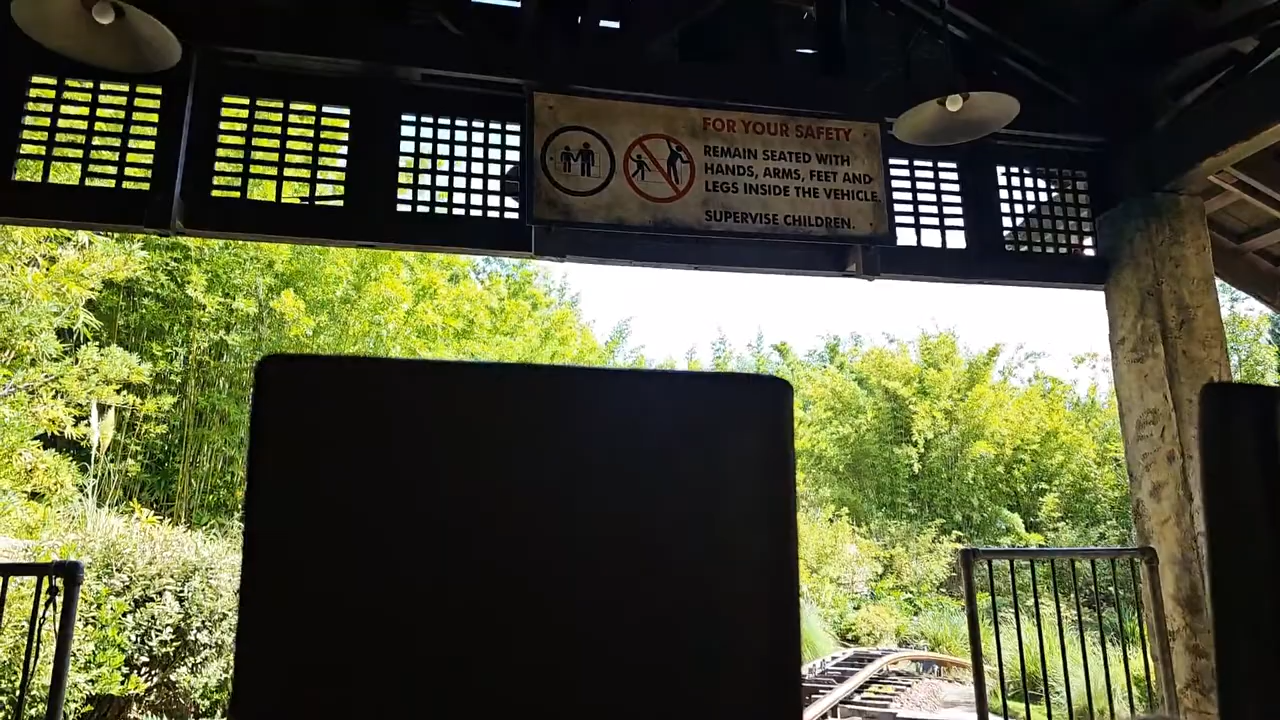 FOR YOUR SAFETY
REMAIN SEATED WITH
HANDS, ARMS, FEET AND
LEGS INSIDE THE VEHICLE.
SUPERVISE CHILDREN.